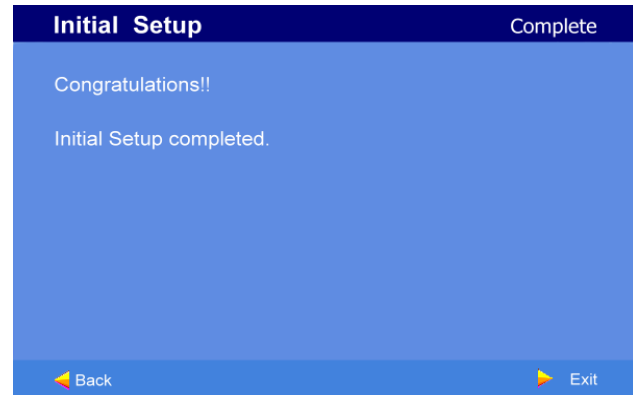 Initial Setup Complete
Congratulations!!
Initial Setup completed.
Back Exit